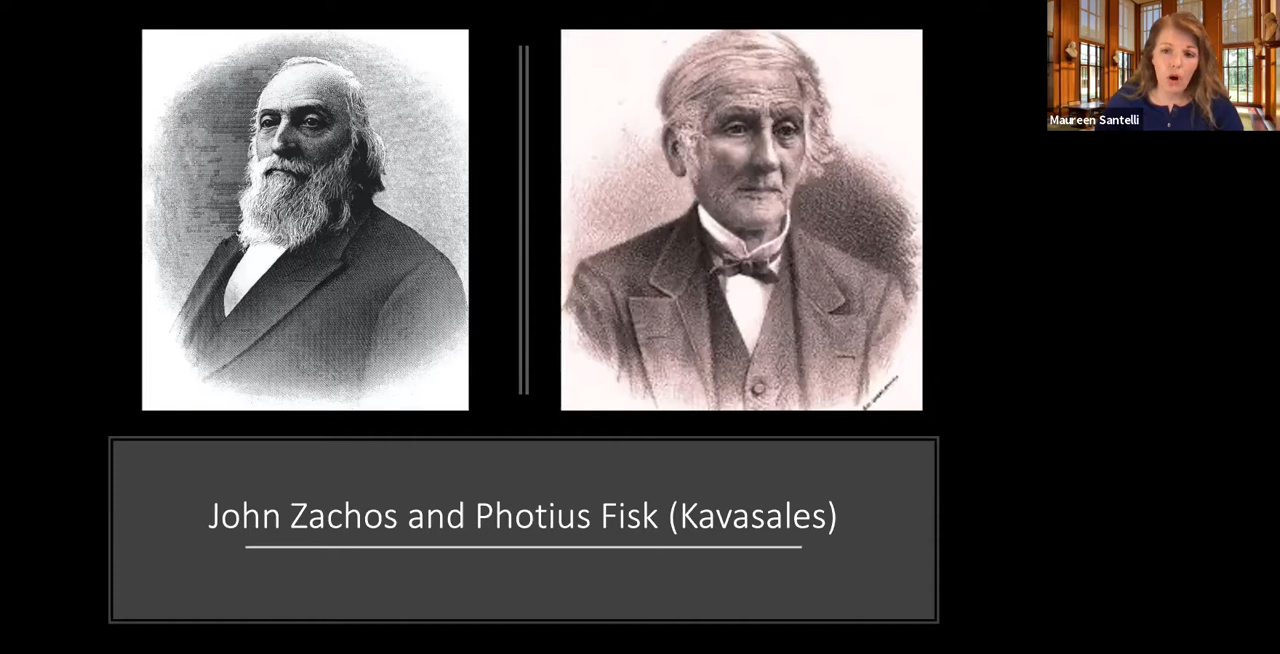 Maureen Santelli
John Zachos and Photius Fisk (Kavasales)